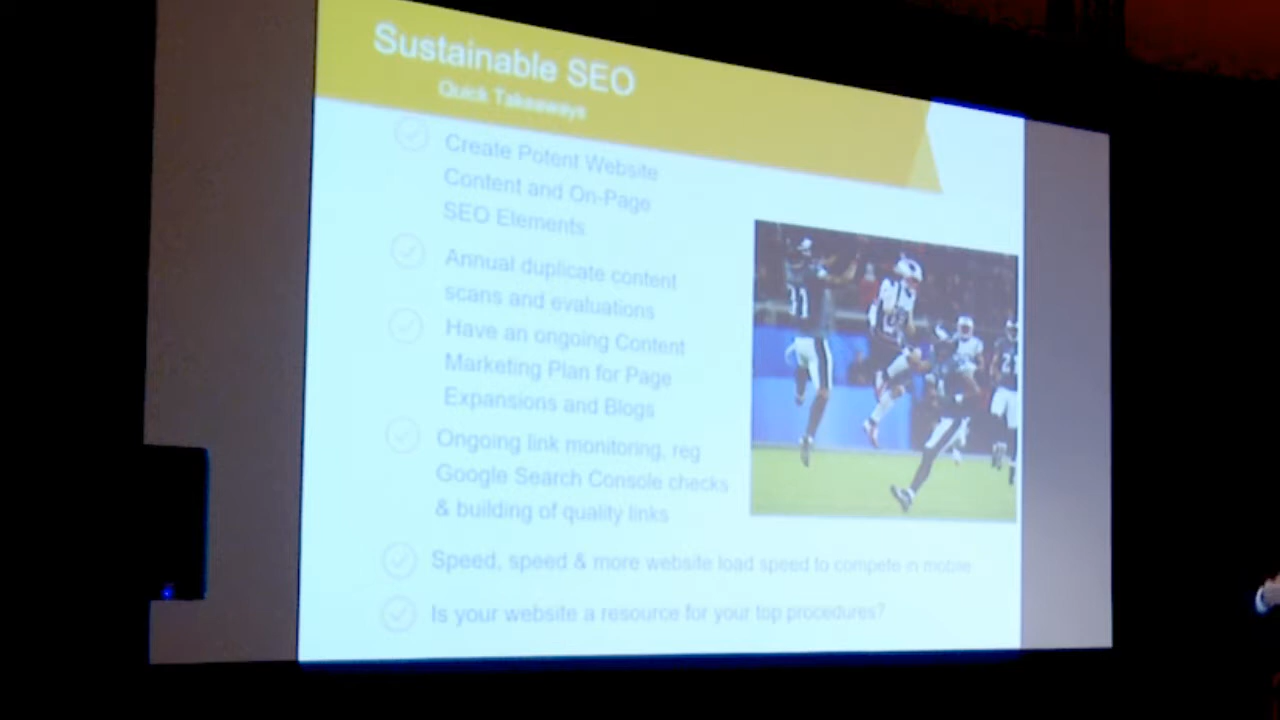 Sustainable SEO
Quick Takeaways
Create Potent Website
Content and On-Page
SEO Elements
Annual duplicate content
scans and evaluations
Have an ongoing Content
Marketing Plan for Page
Expansions and Blogs
Ongoing link monitoring, reg
Google Search Console checks
& building of quality links
Speed, speed & more website load speed to compete in mobile
Is your website a resource for your top procedures?
31